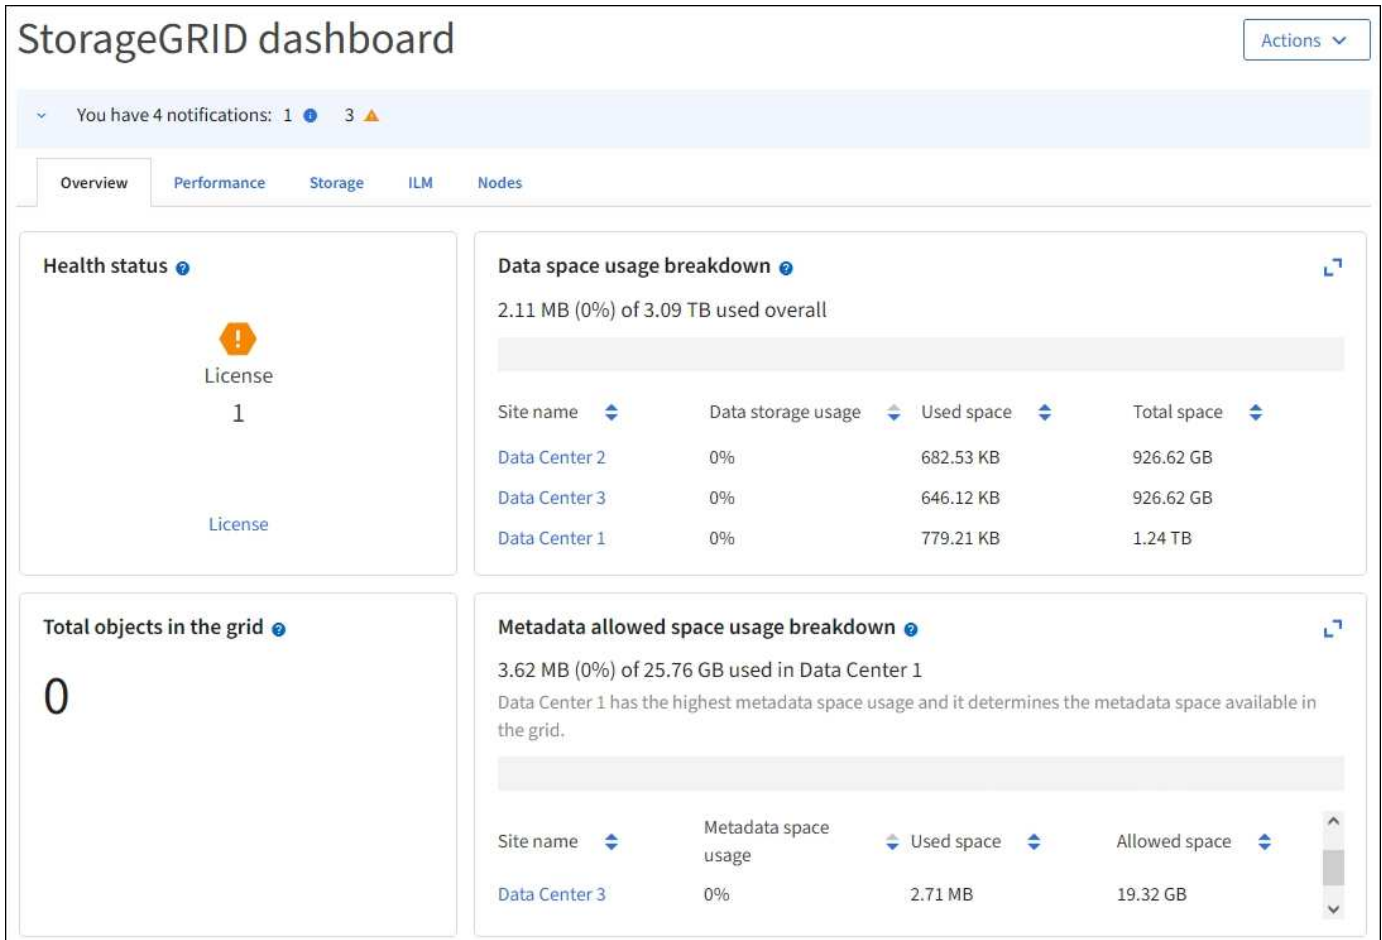 StorageGRID dashboard
Actions
You have 4 notifications: 1 3
Overview Performance Storage ILM Nodes
Health status
License
1
License
Data space usage breakdown
2.11 MB (0%) of 3.09 TB used overall
Site name Data storage usage Used space Total space
Data Center 2 0% 682.53 KB 926.62 GB
Data Center 3 0% 646.12 KB 926.62 GB
Data Center 1 0% 779.21 KB 1.24 TB
Total objects in the grid
0
Metadata allowed space usage breakdown
3.62 MB (0%) of 25.76 GB used in Data Center 1
Data Center 1 has the highest metadata space usage and it determines the metadata space available in
the grid.
Site name Metadata space usage Used space Allowed space
Data Center 3 0% 2.71 MB 19.32 GB